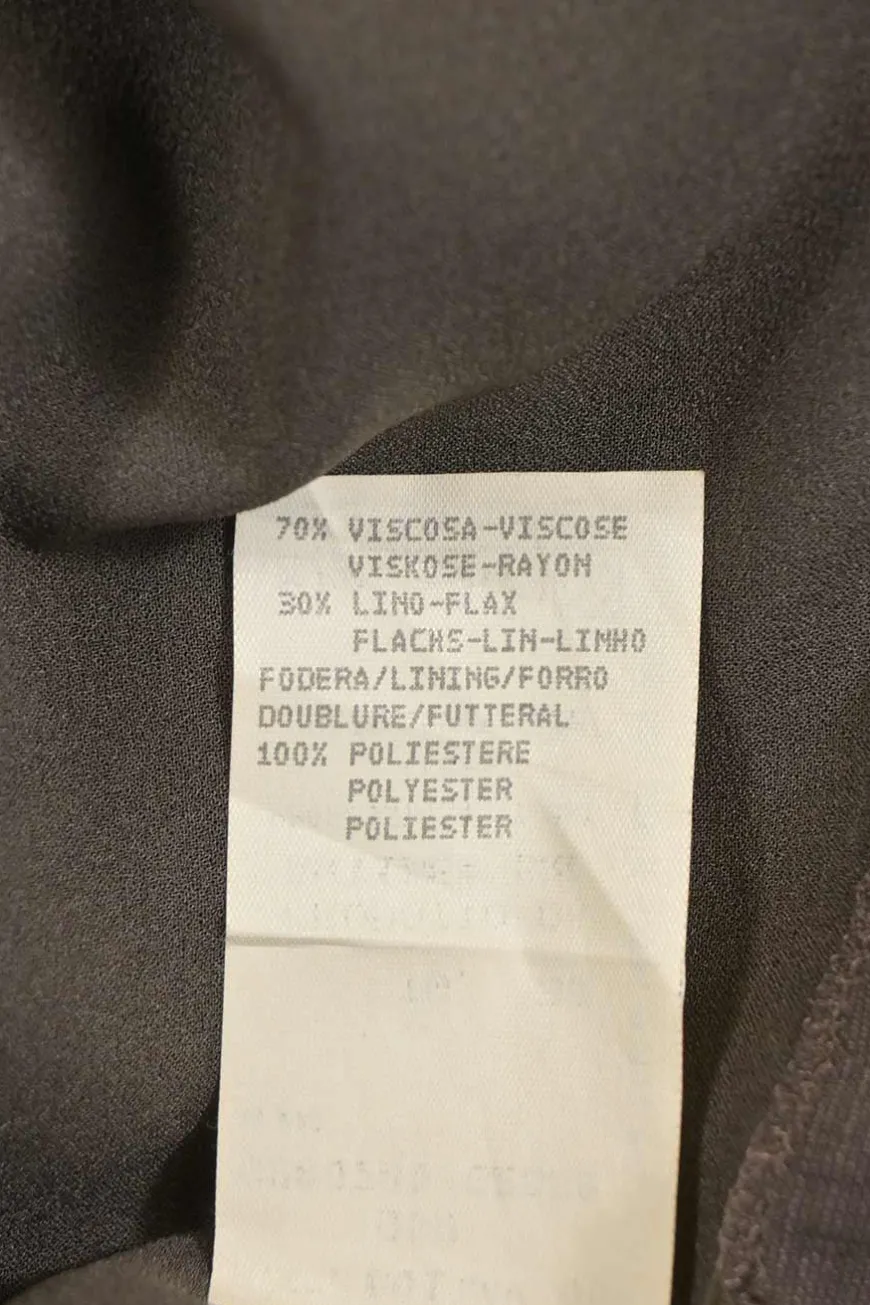 70% VISCOSA-VISCOSE
VISKOSE-RAYON
30% LINO-FLAX
FLACHS-LIN-LINHO
FODERA/LINING/FORRO
DOUBLURE/FUTTERAL
100% POLIESTERE
POLYESTER
POLIESTER